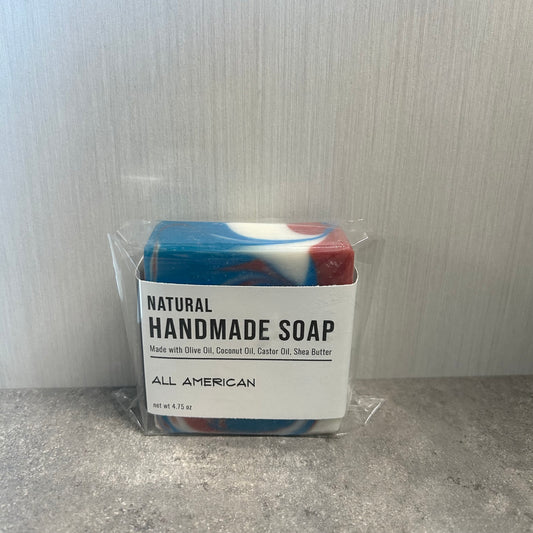 NATURAL
HANDMADE SOAP
Made with Olive Oil, Coconut Oil, Castor Oil, Shea Butter
ALL AMERICAN
net wt 4.75 oz